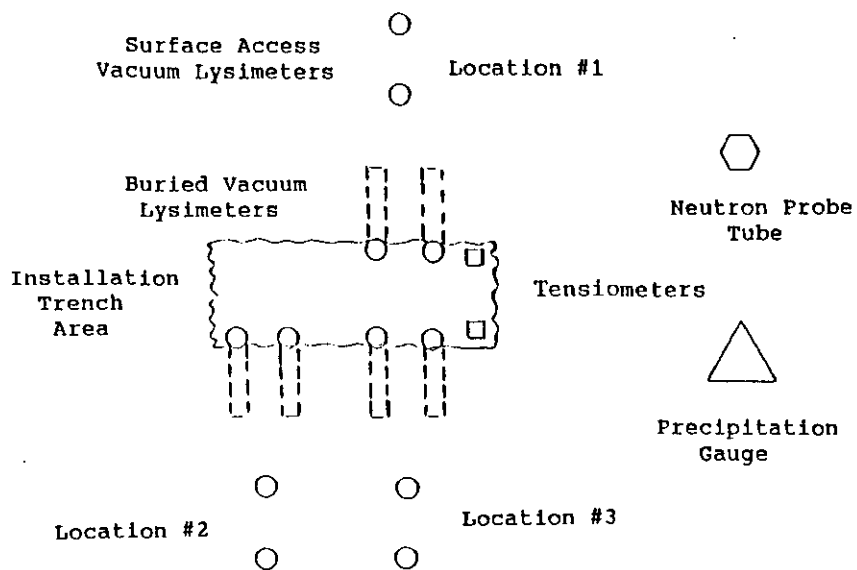 Surface Access
Vacuum Lysimeters
Location #1
Buried Vacuum
Lysimeters
Neutron Probe
Tube
Installation
Trench
Area
Tensiometers
Precipitation
Gauge
Location #2
Location #3